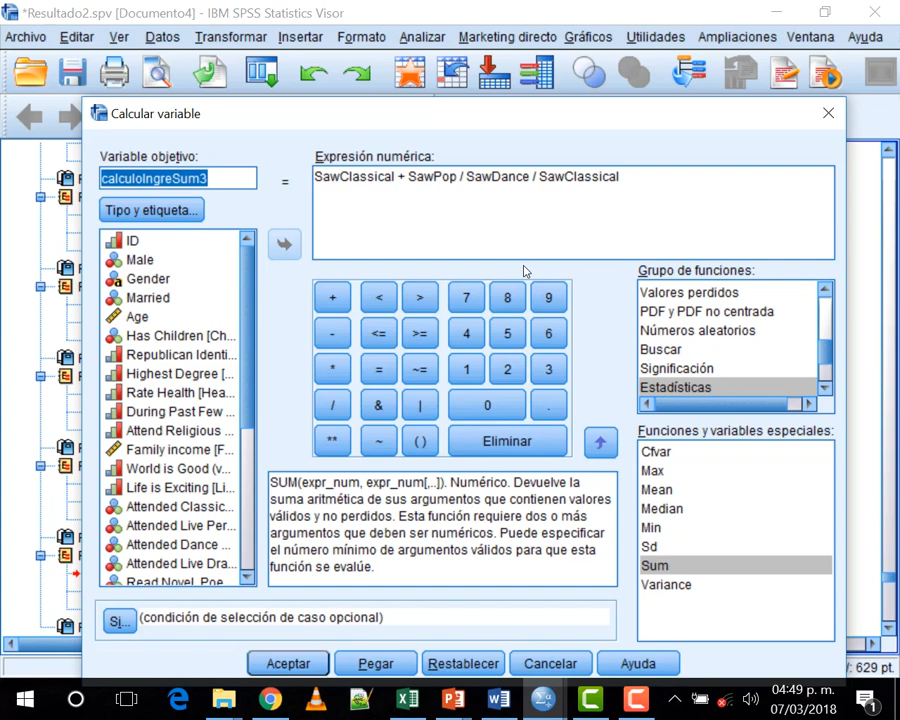 *Resultado2.spv [Documento4] - IBM SPSS Statistics Visor
Archivo Editar Ver Datos Transformar Insertar Formato Analizar Marketing directo Gráficos Utilidades Ampliaciones Ventana Ayuda
Calcular variable
Variable objetivo:
calculoIngreSum3
=
Expresión numérica:
SawClassical + SawPop / SawDance / SawClassical
Tipo y etiqueta...
ID
Male
Gender
Married
Age
Has Children [Ch...
Republican Identi...
Highest Degree [...
Rate Health [Hea...
During Past Few ...
Attend Religious ...
Family income [F...
World is Good (v...
Life is Exciting [Li...
Attended Classic...
Attended Live Per...
Attended Dance ...
Attended Live Dra...
Read Novel, Poe...
+ < > 7 8 9
- <= >= 4 5 6
* = ~= 1 2 3
/ & | 0 .
** ~ ( ) Eliminar
Grupo de funciones:
Valores perdidos
PDF y PDF no centrada
Números aleatorios
Buscar
Significación
Estadísticas
Funciones y variables especiales:
Cfvar
Max
Mean
Median
Min
Sd
Sum
Variance
SUM(expr_num, expr_num[,..]). Numérico. Devuelve la
suma aritmética de sus argumentos que contienen valores
válidos y no perdidos. Esta función requiere dos o más
argumentos que deben ser numéricos. Puede especificar
el número mínimo de argumentos válidos para que esta
función se evalúe.
Si... (condición de selección de caso opcional)
Aceptar Pegar Restablecer Cancelar Ayuda
: 629 pt.
04:49 p. m.
07/03/2018
1